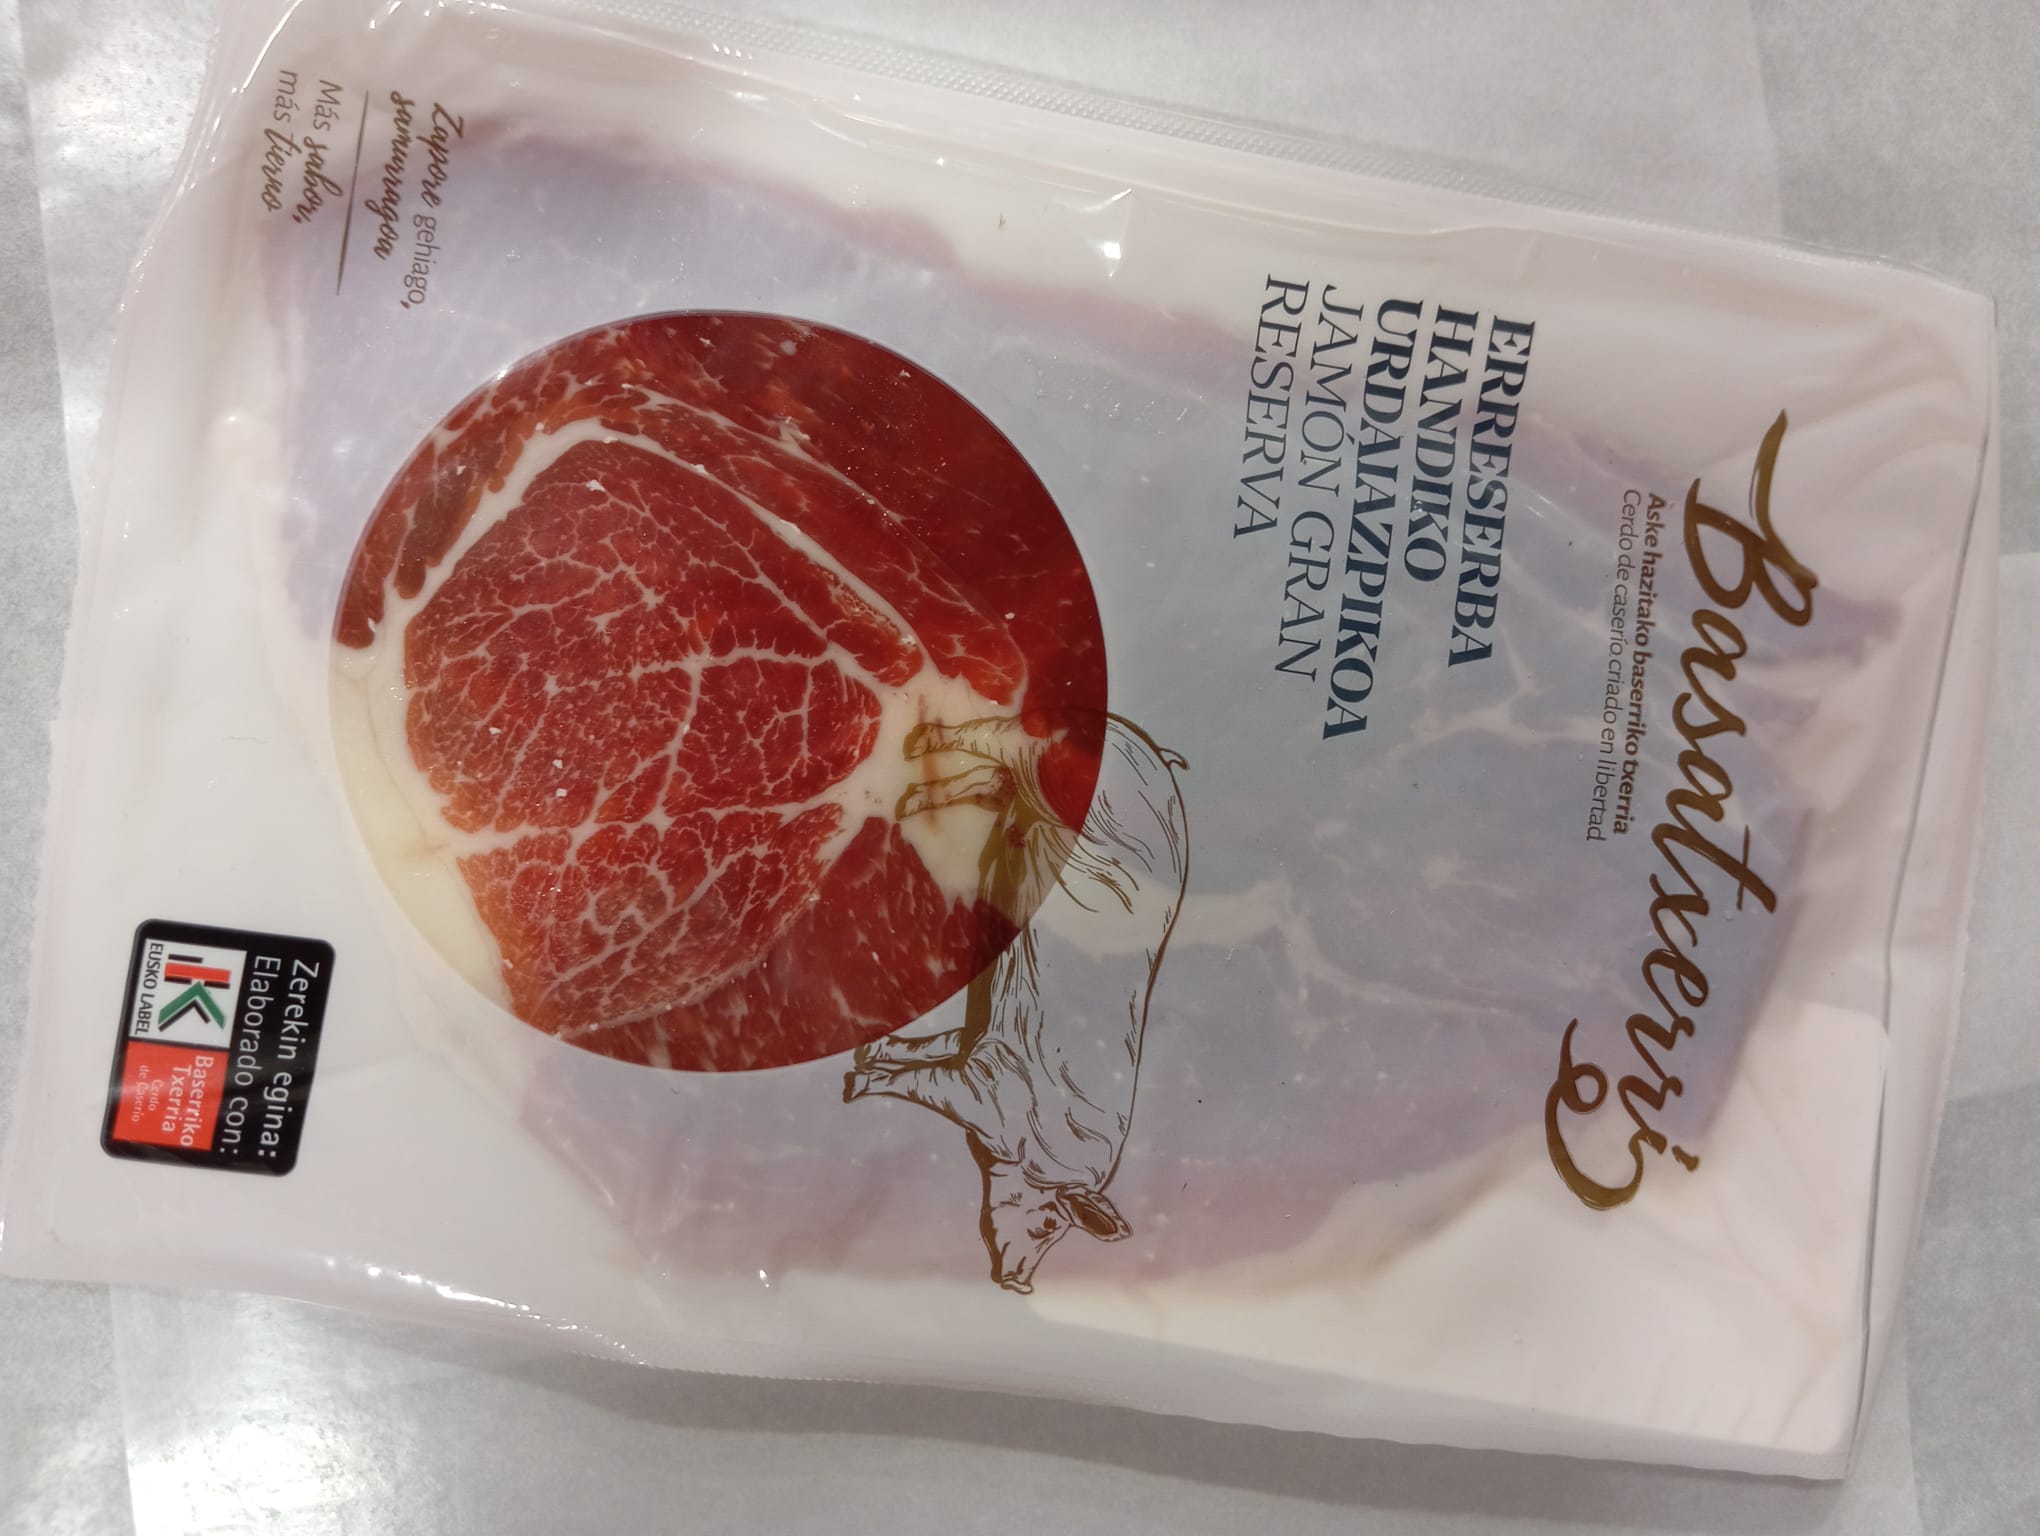 Basatxerri
Aske hazitako baserriko txerria
Cerdo de caserío criado en libertad
ERRESERBA
HANDIKO
URDAIAZPIKOA
JAMÓN GRAN
RESERVA
Zapore gehiago,
samurragoa
Más sabor,
más tierno
Zerekin egina:
Elaborado con:
EUSKO LABEL
Baserriko
Txerria
Cerdo
de Caserio